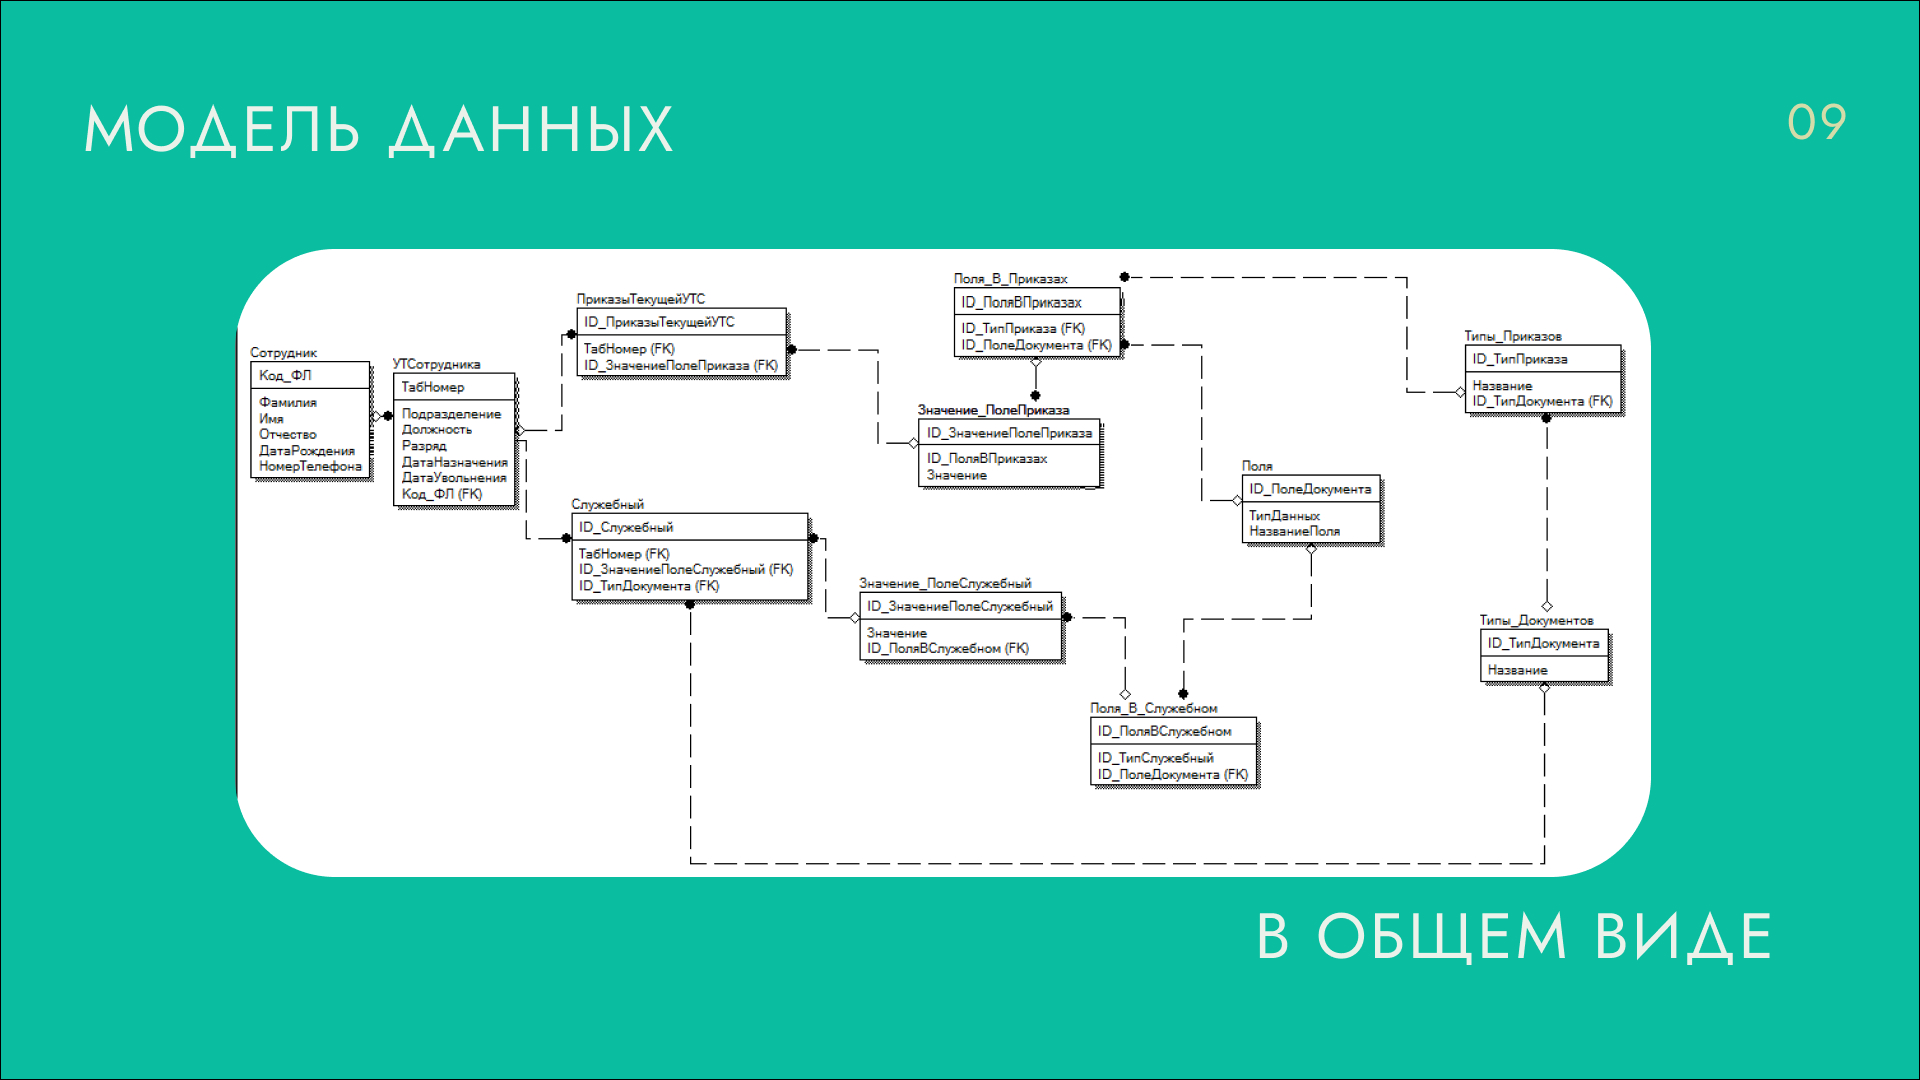 МОДЕЛЬ ДАННЫХ
09
Сотрудник
Код_ФЛ
Фамилия
Имя
Отчество
ДатаРождения
НомерТелефона
УТСотрудника
ТабНомер
Подразделение
Должность
Разряд
ДатаНазначения
ДатаУвольнения
Код_ФЛ (FK)
ПриказыТекущейУТС
ID_ПриказыТекущейУТС
ТабНомер (FK)
ID_ЗначениеПолеПриказа (FK)
Служебный
ID_Служебный
ТабНомер (FK)
ID_ЗначениеПолеСлужебный (FK)
ID_ТипДокумента (FK)
Поля_В_Приказах
ID_ПоляВПриказах
ID_ТипПриказа (FK)
ID_ПолеДокумента (FK)
Значение_ПолеПриказа
ID_ЗначениеПолеПриказа
ID_ПоляВПриказах
Значение
Значение_ПолеСлужебный
ID_ЗначениеПолеСлужебный
Значение
ID_ПоляВСлужебном (FK)
Поля_В_Служебном
ID_ПоляВСлужебном
ID_ТипСлужебный
ID_ПолеДокумента (FK)
Поля
ID_ПолеДокумента
ТипДанных
НазваниеПоля
Типы_Приказов
ID_ТипПриказа
Название
ID_ТипДокумента (FK)
Типы_Документов
ID_ТипДокумента
Название
В ОБЩЕМ ВИДЕ